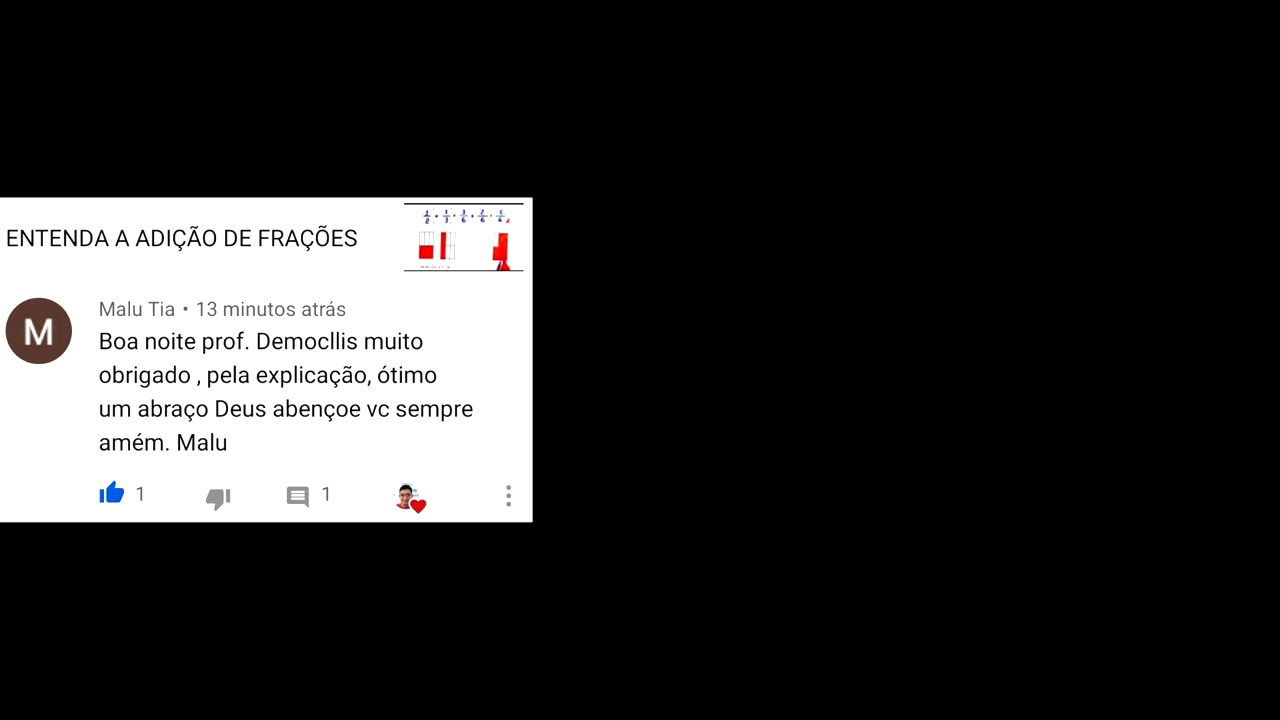 ENTENDA A ADIÇÃO DE FRAÇÕES
Malu Tia • 13 minutos atrás
Boa noite prof. Democllis muito
obrigado , pela explicação, ótimo
um abraço Deus abençoe vc sempre
amém. Malu
1
1
M